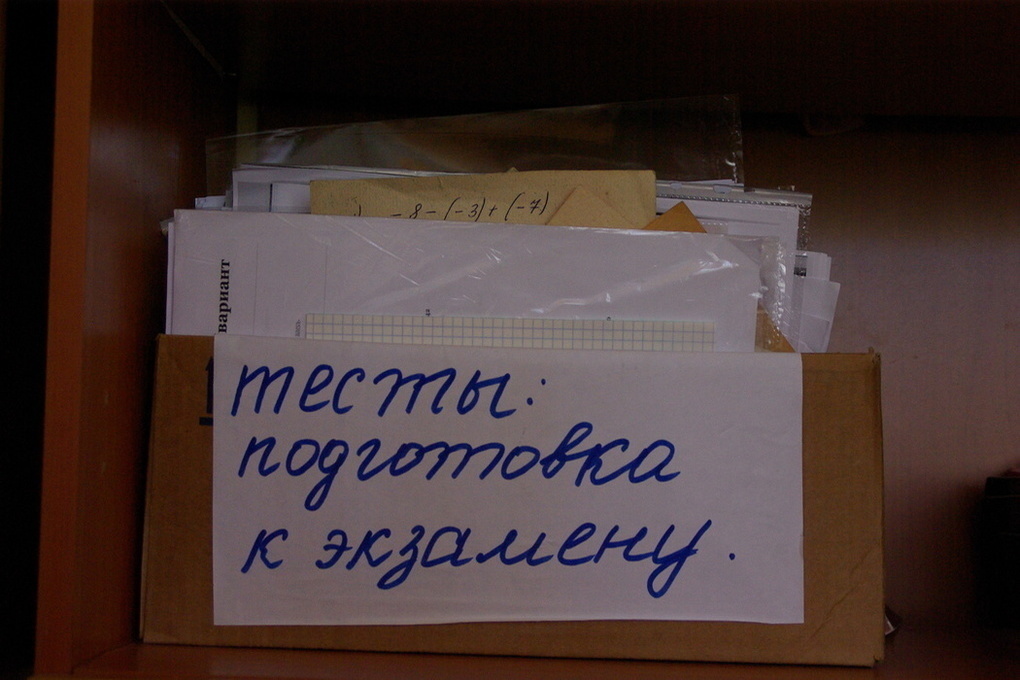 - 8 - (-3) + (-7)
вариант
тесты:
подготовка
к экзамену.